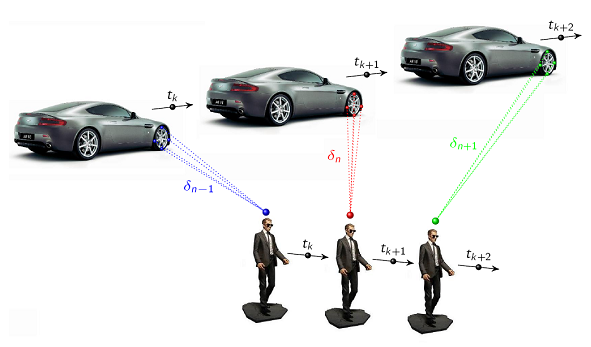 t_{k+2}
t_{k+1}
t_k
δ_n
δ_{n+1}
δ_{n−1}
t_k
t_{k+1}
t_{k+2}